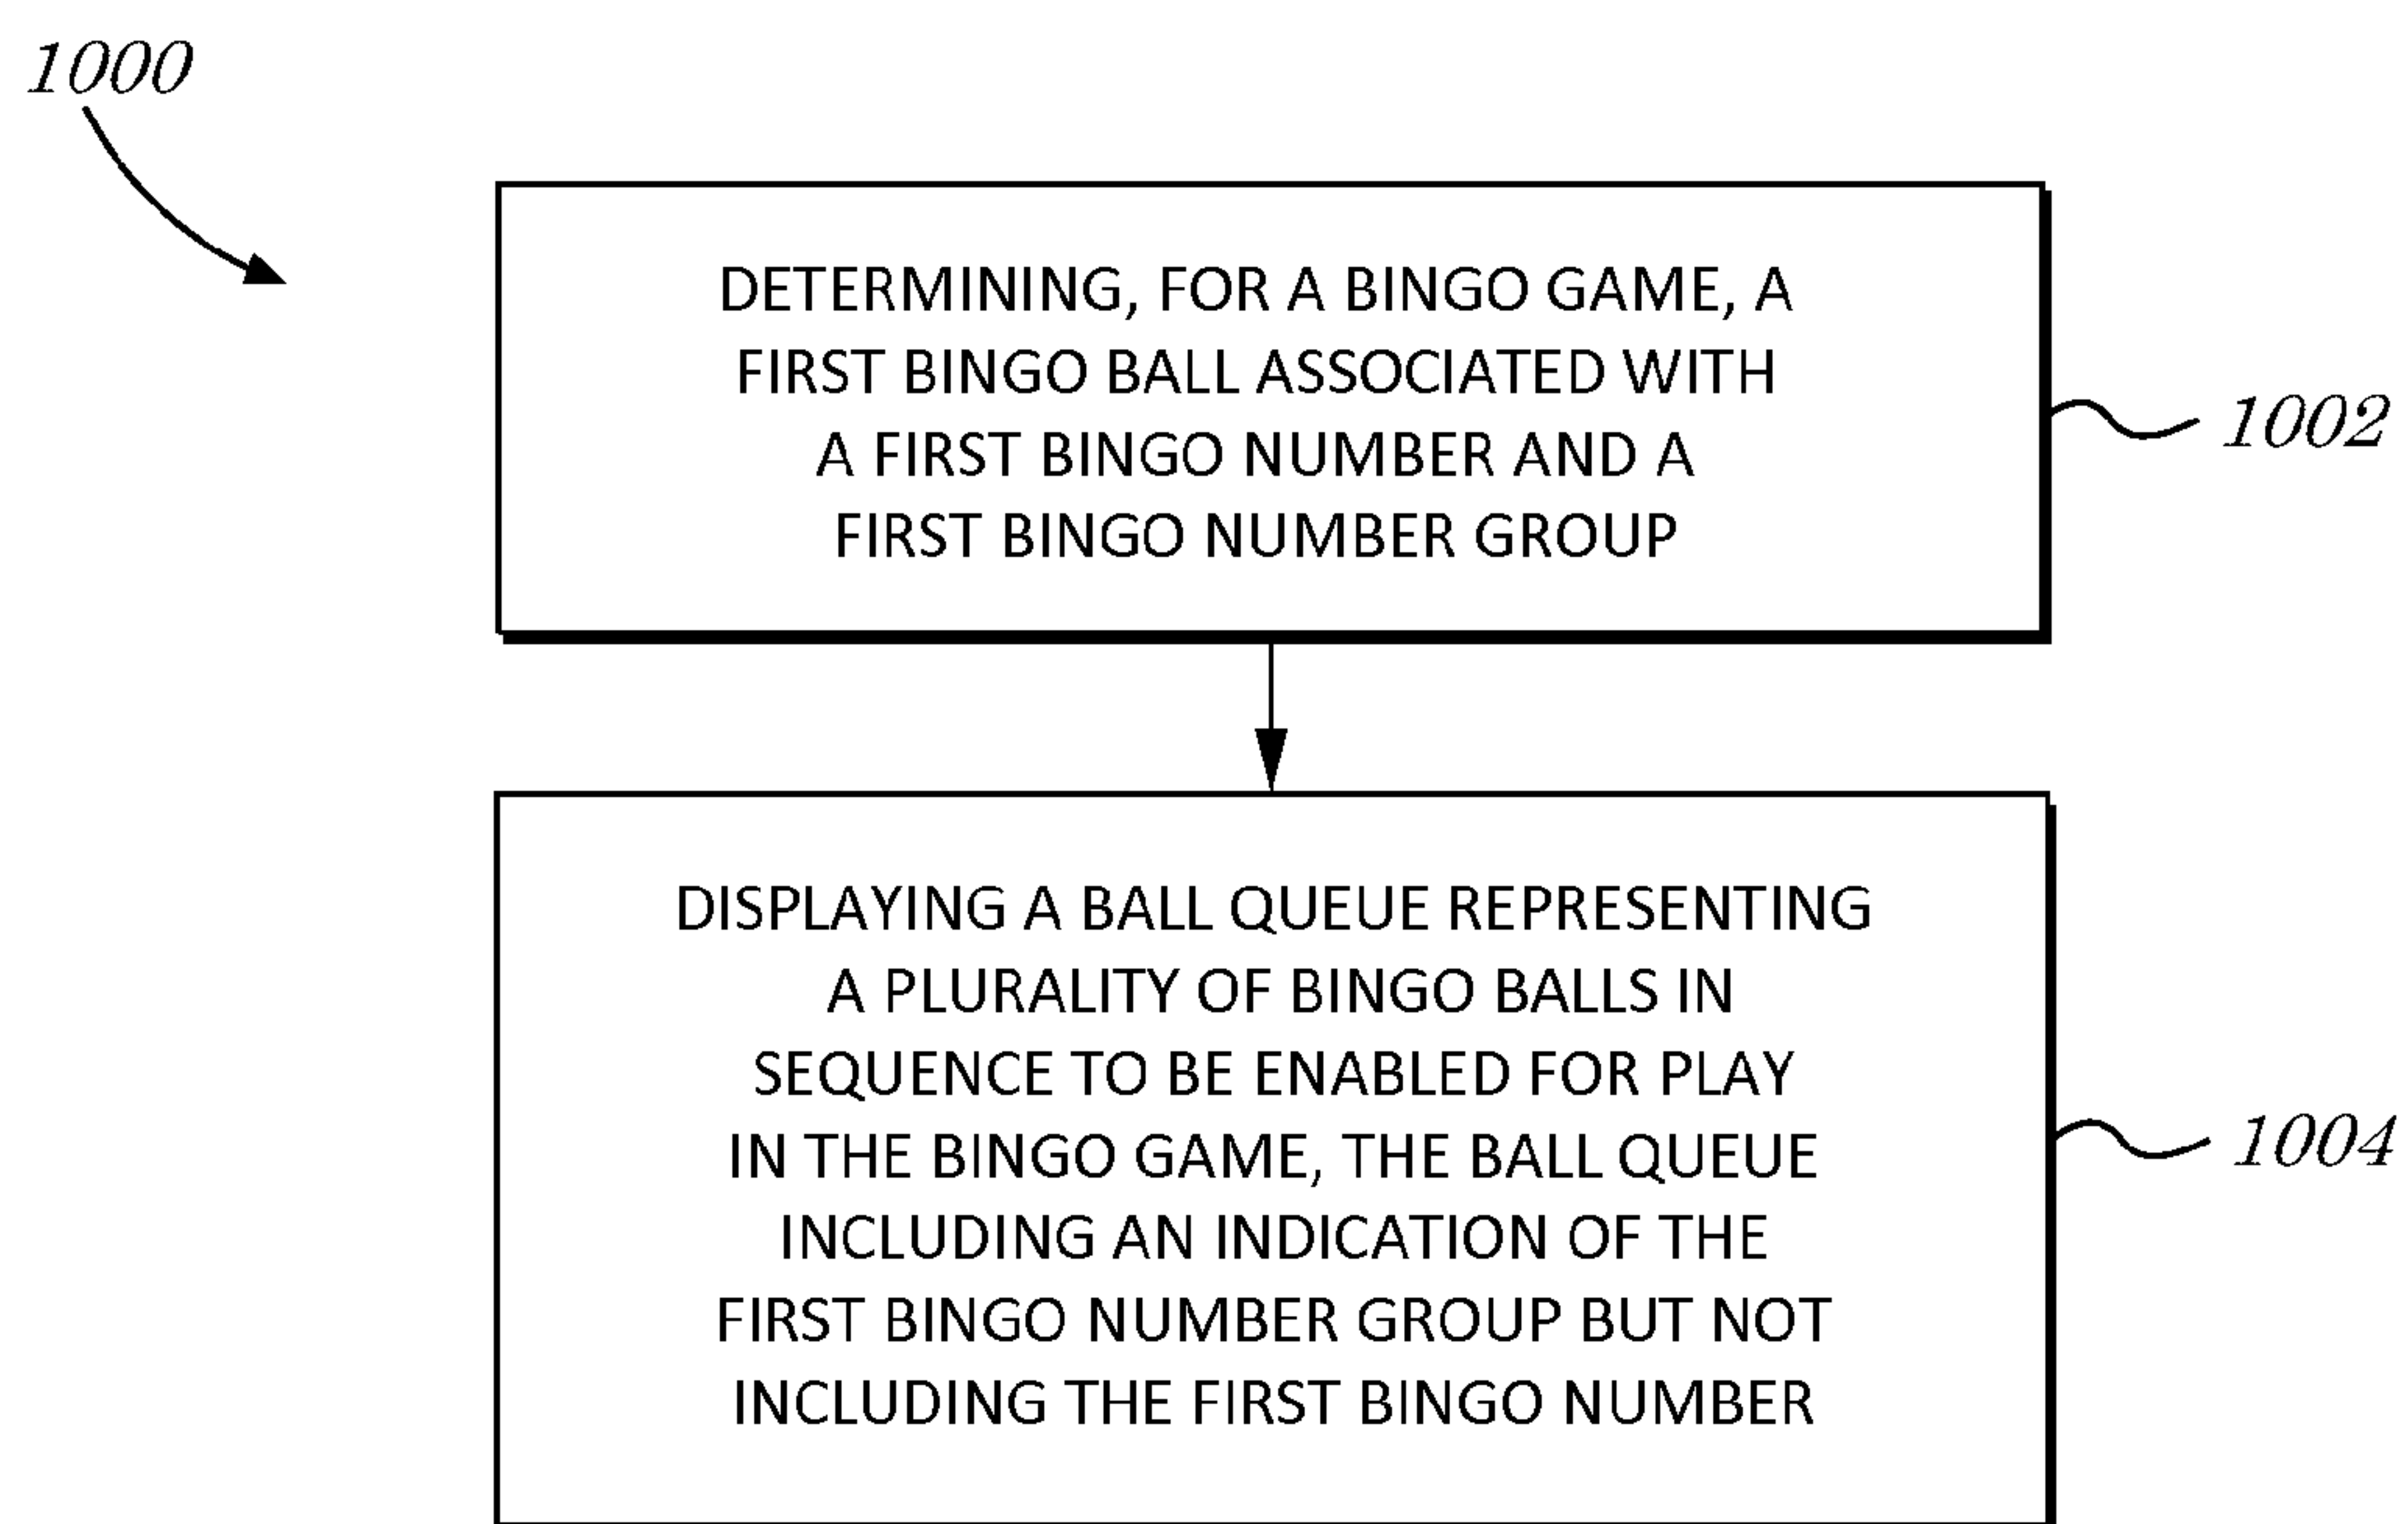 1000
DETERMINING, FOR A BINGO GAME, A
FIRST BINGO BALL ASSOCIATED WITH
A FIRST BINGO NUMBER AND A
FIRST BINGO NUMBER GROUP
1002
DISPLAYING A BALL QUEUE REPRESENTING
A PLURALITY OF BINGO BALLS IN
SEQUENCE TO BE ENABLED FOR PLAY
IN THE BINGO GAME, THE BALL QUEUE
INCLUDING AN INDICATION OF THE
FIRST BINGO NUMBER GROUP BUT NOT
INCLUDING THE FIRST BINGO NUMBER
1004